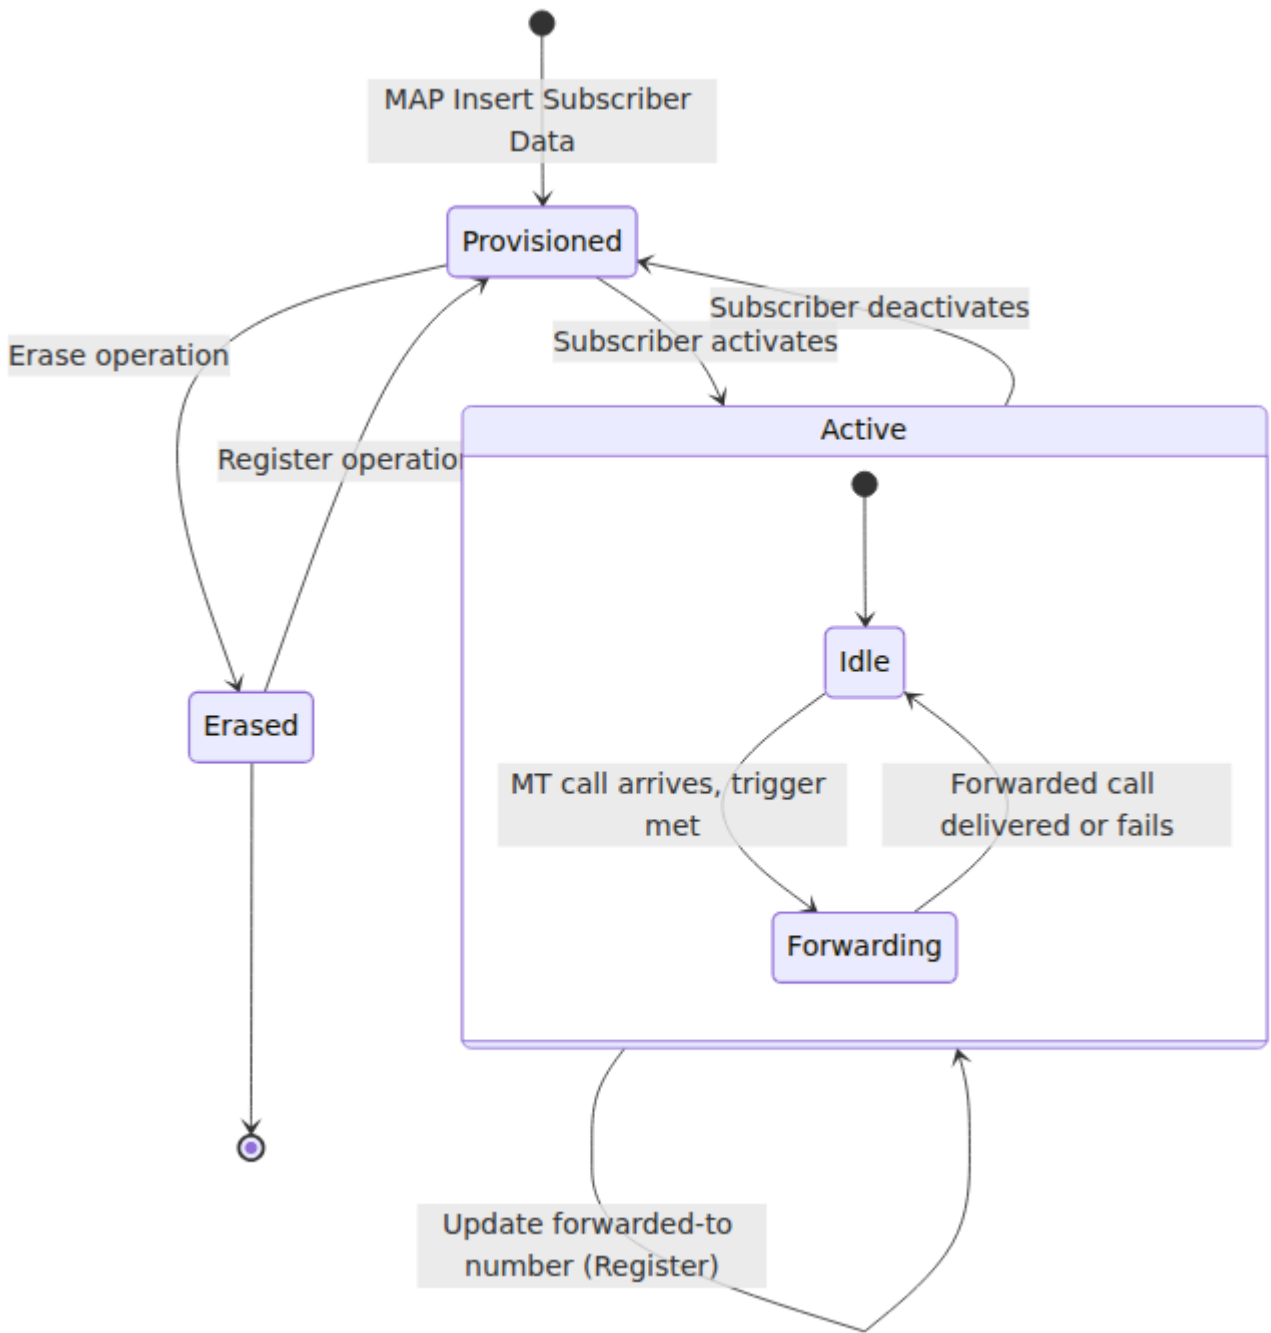 MAP Insert Subscriber
Data
Provisioned
Subscriber deactivates
Subscriber activates
Erase operation
Active
Register operation
Idle
Erased
MT call arrives, trigger
met
Forwarded call
delivered or fails
Forwarding
Update forwarded-to
number (Register)